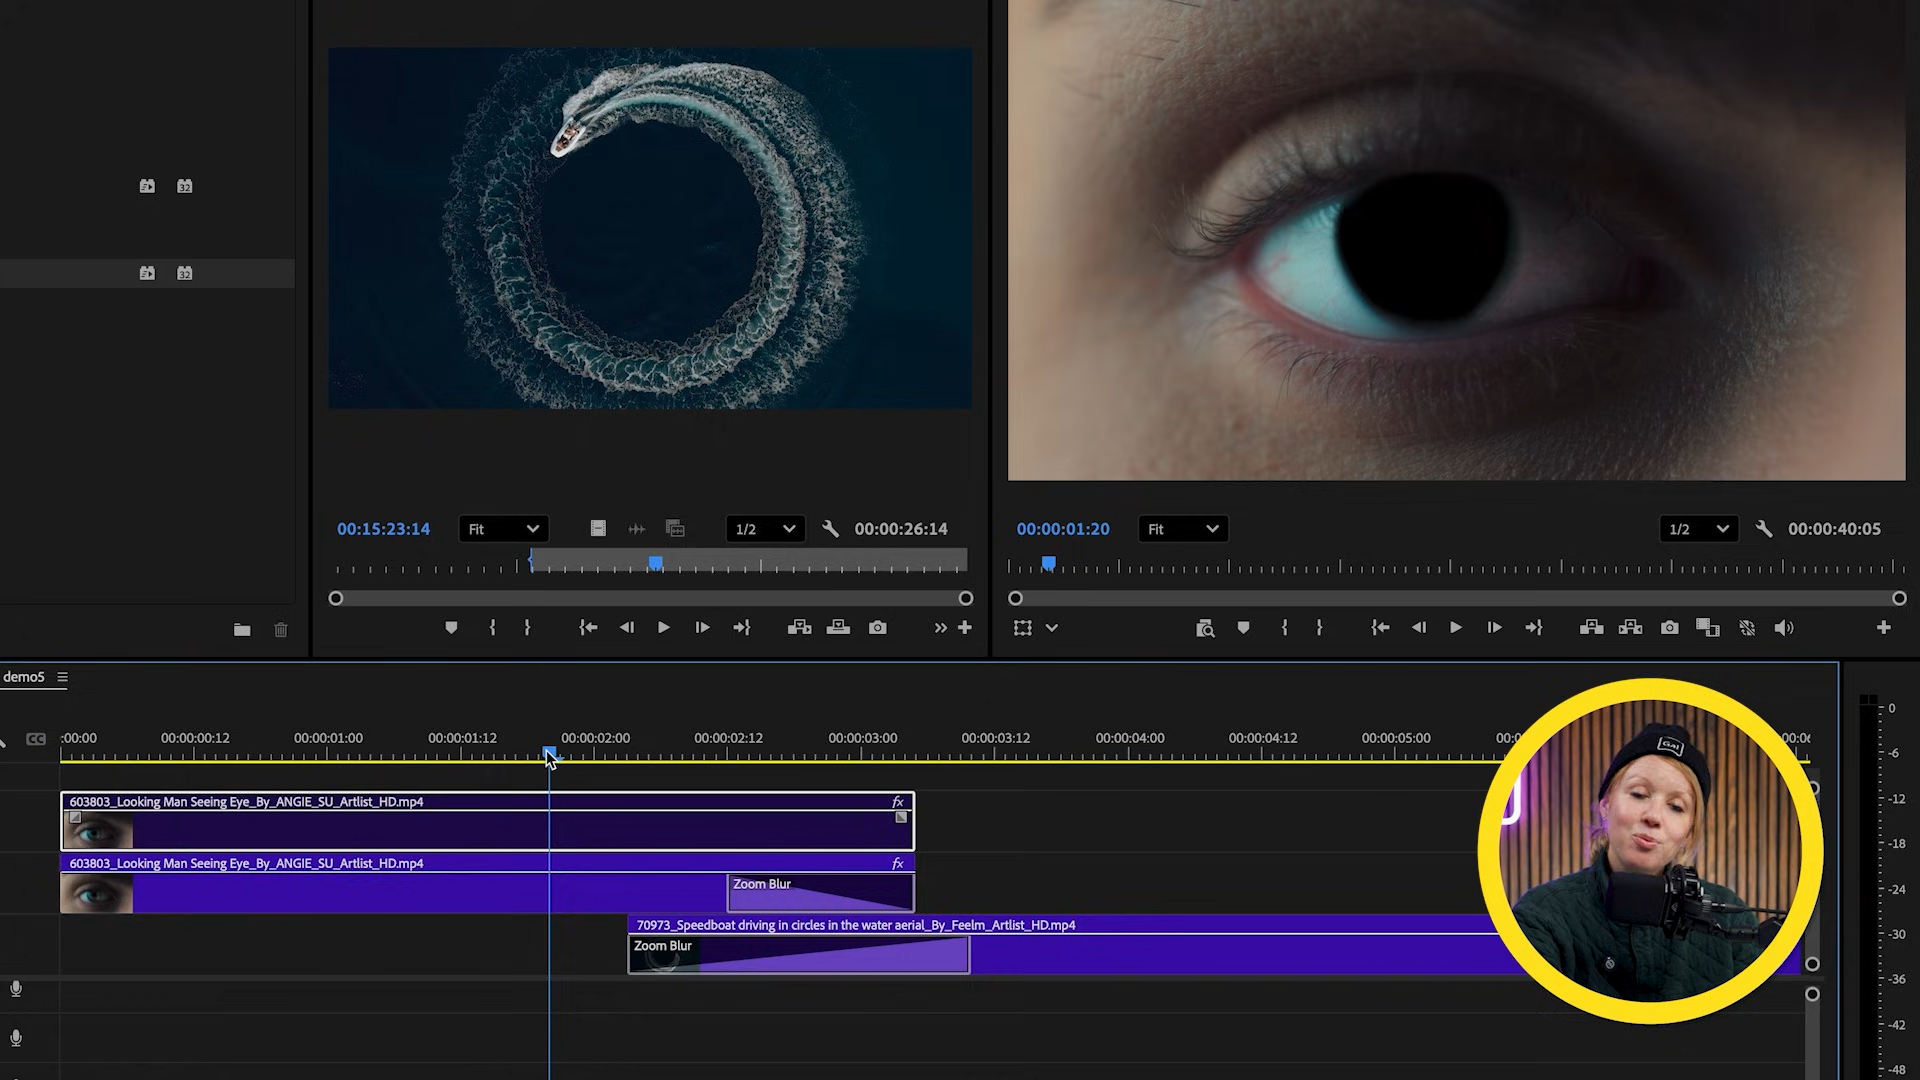 32
32
00:15:23:14
Fit
1/2
00:00:26:14
00:00:01:20
Fit
1/2
00:00:40:05
demo5
CC
:00:00
00:00:00:12
00:00:01:00
00:00:01:12
00:00:02:00
00:00:02:12
00:00:03:00
00:00:03:12
00:00:04:00
00:00:04:12
00:00:05:00
603803_Looking Man Seeing Eye_By_ANGIE_SU_Artlist_HD.mp4
fx
603803_Looking Man Seeing Eye_By_ANGIE_SU_Artlist_HD.mp4
fx
Zoom Blur
70973_Speedboat driving in circles in the water aerial_By_Feelm_Artlist_HD.mp4
Zoom Blur
0
-6
-12
-18
-24
-30
-36
-42
-48